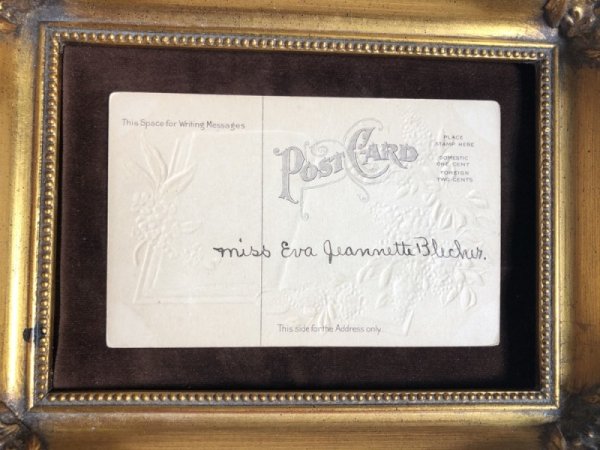 This Space for Writing Messages
POST CARD
PLACE
STAMP HERE
DOMESTIC
ONE CENT
FOREIGN
TWO CENTS
miss Eva Jeannette Blecher.
This side for the Address only.